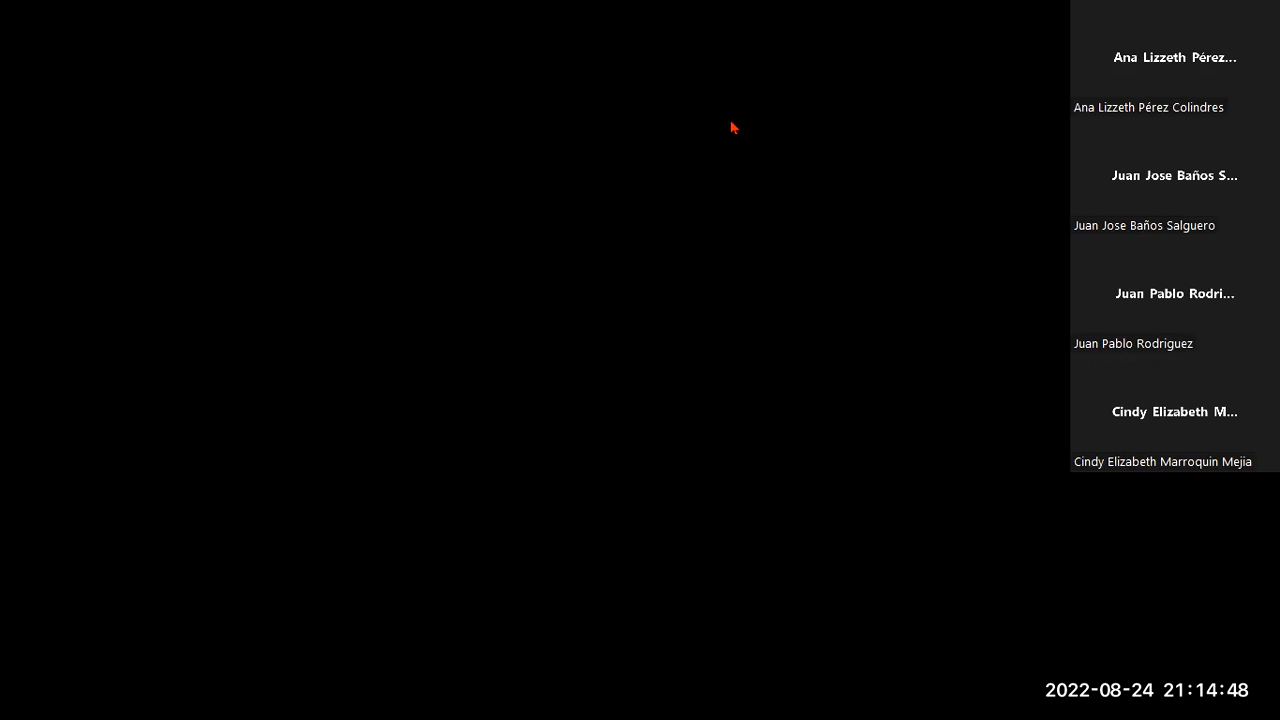 Ana Lizzeth Pérez...
Ana Lizzeth Pérez Colindres
Juan Jose Baños S...
Juan Jose Baños Salguero
Juan Pablo Rodri...
Juan Pablo Rodriguez
Cindy Elizabeth M...
Cindy Elizabeth Marroquin Mejia
2022-08-24 21:14:48